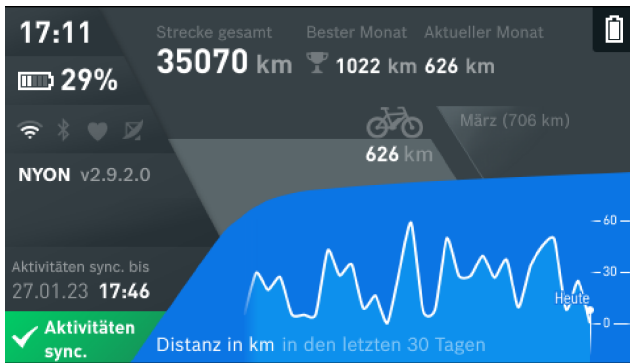 17:11
29%
NYON v2.9.2.0
Aktivitäten sync. bis
27.01.23 17:46
Aktivitäten
sync.
Strecke gesamt
35070 km
Bester Monat
1022 km
Aktueller Monat
626 km
März (706 km)
626 km
60
30
0
Heute
Distanz in km in den letzten 30 Tagen